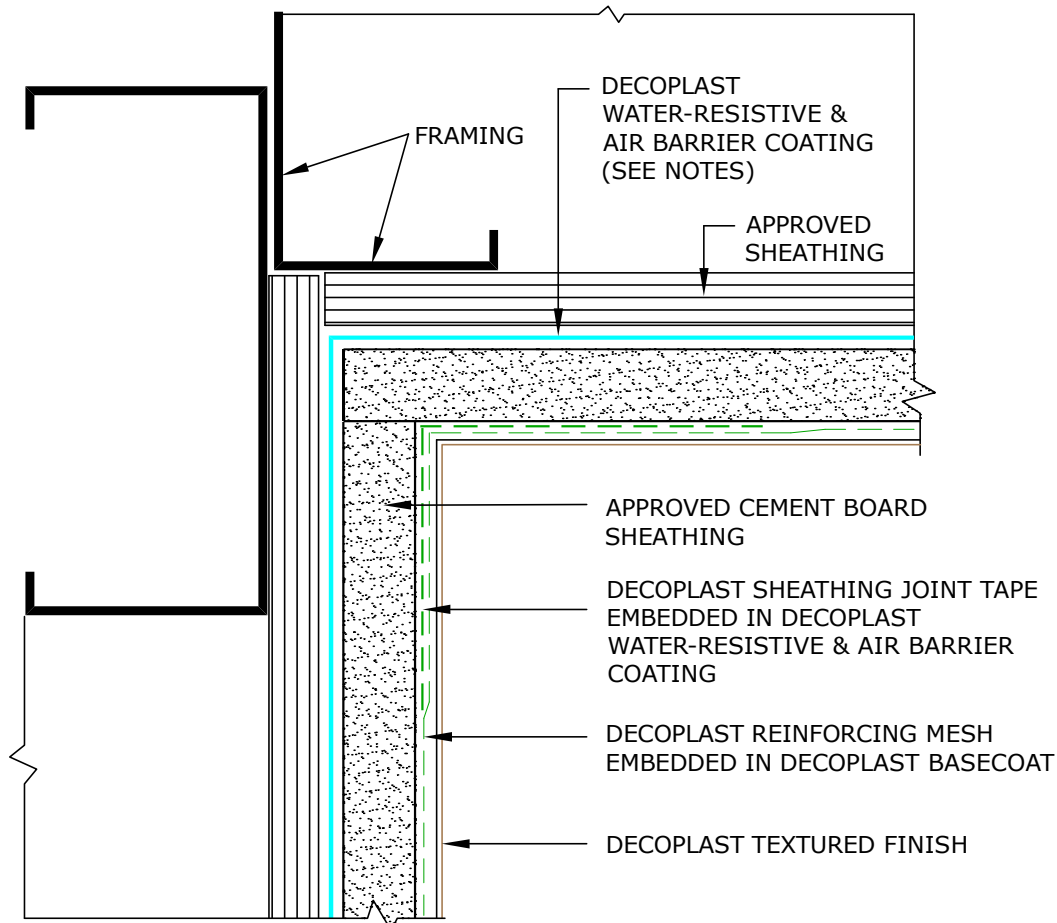 DECOPLAST
WATER-RESISTIVE &
AIR BARRIER COATING
(SEE NOTES)
FRAMING
APPROVED
SHEATHING
APPROVED CEMENT BOARD
SHEATHING
DECOPLAST SHEATHING JOINT TAPE
EMBEDDED IN DECOPLAST
WATER-RESISTIVE & AIR BARRIER
COATING
DECOPLAST REINFORCING MESH
EMBEDDED IN DECOPLAST BASECOAT
DECOPLAST TEXTURED FINISH